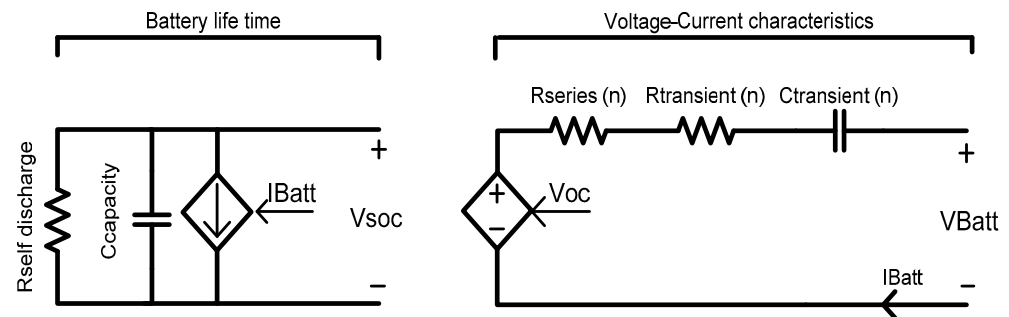 Battery life time
Voltage-Current characteristics
Rseries (n) Rtransient (n) Ctransient (n)
Rself discharge
Ccapacity
IBatt
Vsoc
+
−
Voc
+
−
VBatt
+
−
IBatt